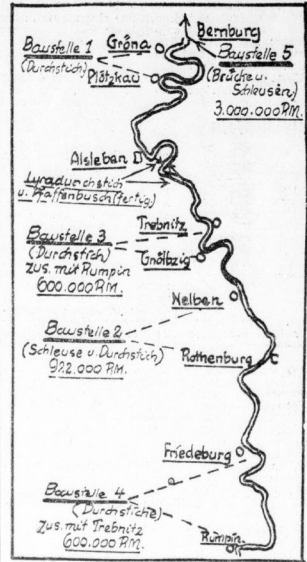 Bernburg
Baustelle 1
(Durchstich)
Gröna
Plötzkau
Baustelle 5
(Brücke u.
Schleusen)
3.000.000 RM.
Alsleben
Lyradurchstich
u. Pfaffenbusch (fertig)
Trebnitz
Baustelle 3
(Durchstich)
zus. mit Rumpin
600.000 RM.
Gnölbzig
Nelben
Baustelle 2
(Schleuse u. Durchstich)
922.000 RM.
Rothenburg
Friedeburg
Baustelle 4
(Durchstiche)
zus. mit Trebnitz
600.000 RM.
Rumpin